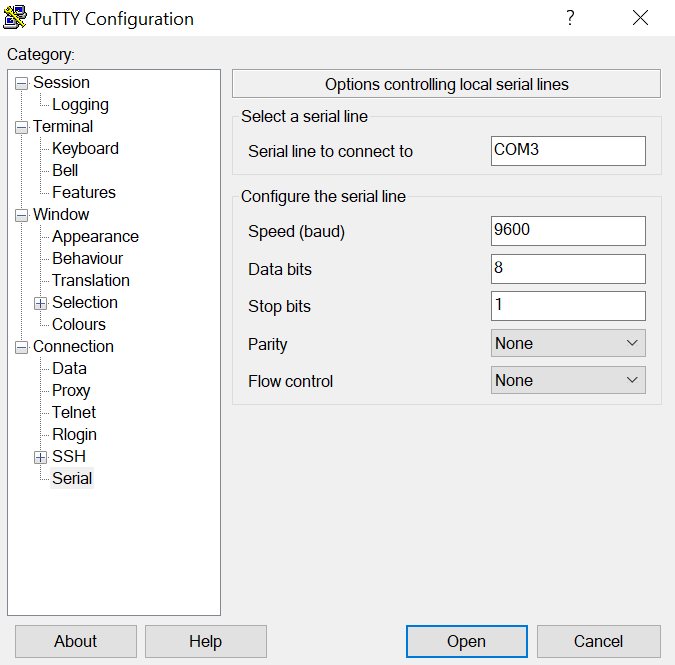 PuTTY Configuration
?
Category:
Session
Logging
Terminal
Keyboard
Bell
Features
Window
Appearance
Behaviour
Translation
Selection
Colours
Connection
Data
Proxy
Telnet
Rlogin
SSH
Serial
Options controlling local serial lines
Select a serial line
Serial line to connect to COM3
Configure the serial line
Speed (baud) 9600
Data bits 8
Stop bits 1
Parity None
Flow control None
About Help Open Cancel